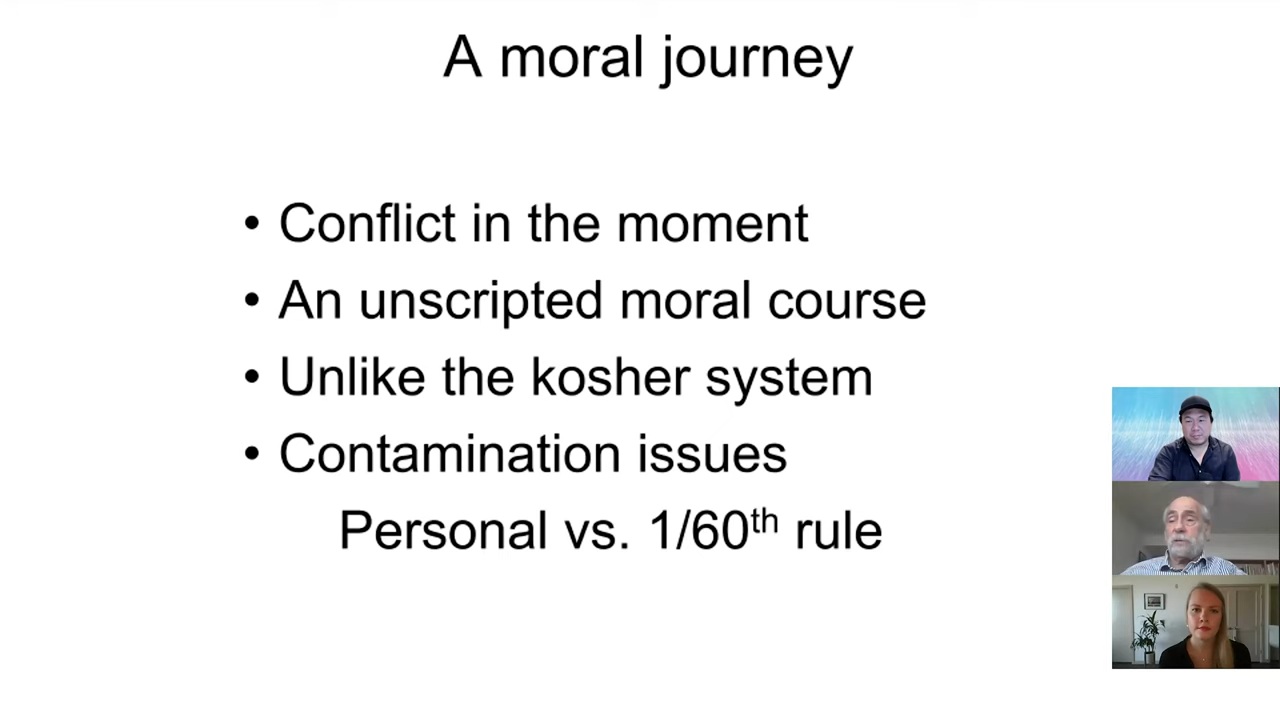 A moral journey
• Conflict in the moment
• An unscripted moral course
• Unlike the kosher system
• Contamination issues
Personal vs. 1/60th rule